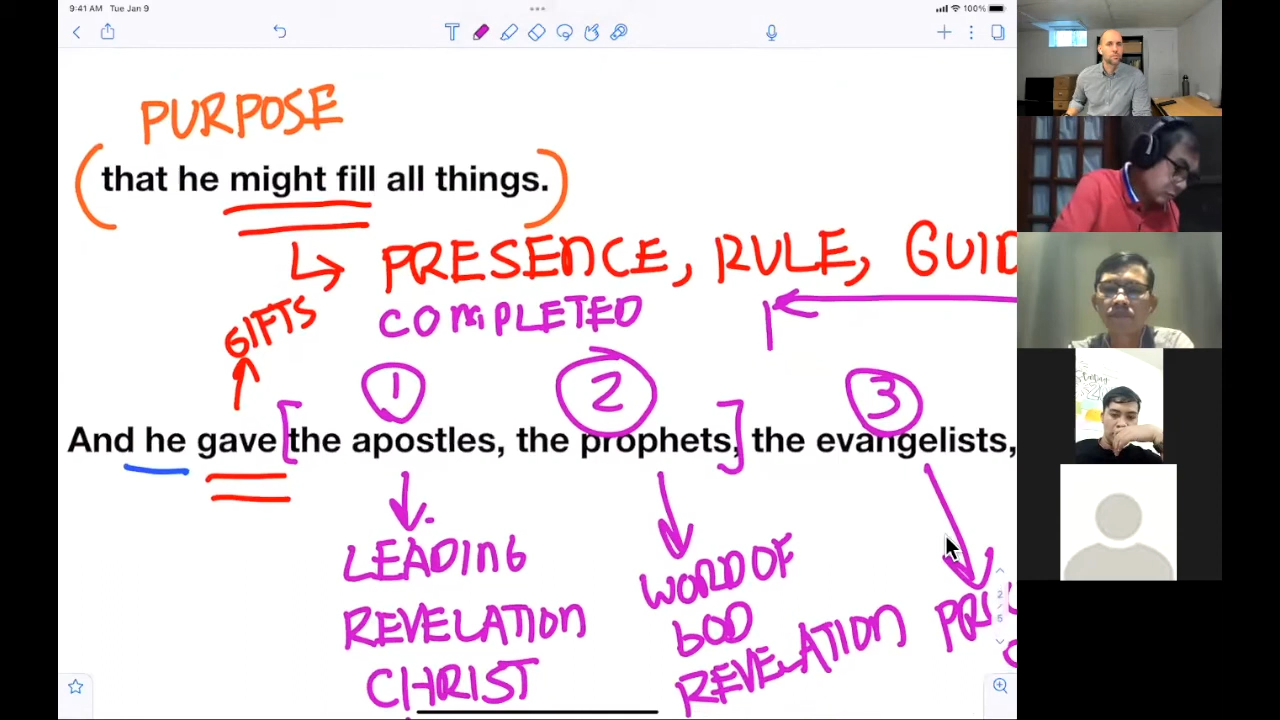 9:41 AM Tue Jan 9
100%
PURPOSE
(that he might fill all things.)
PRESENCE, RULE, GUID
GIFTS
COMPLETED
1 2 3
And he gave [the apostles, the prophets,] the evangelists,
LEADING
REVELATION
CHRIST
WORD OF
GOD
REVELATION
2
5